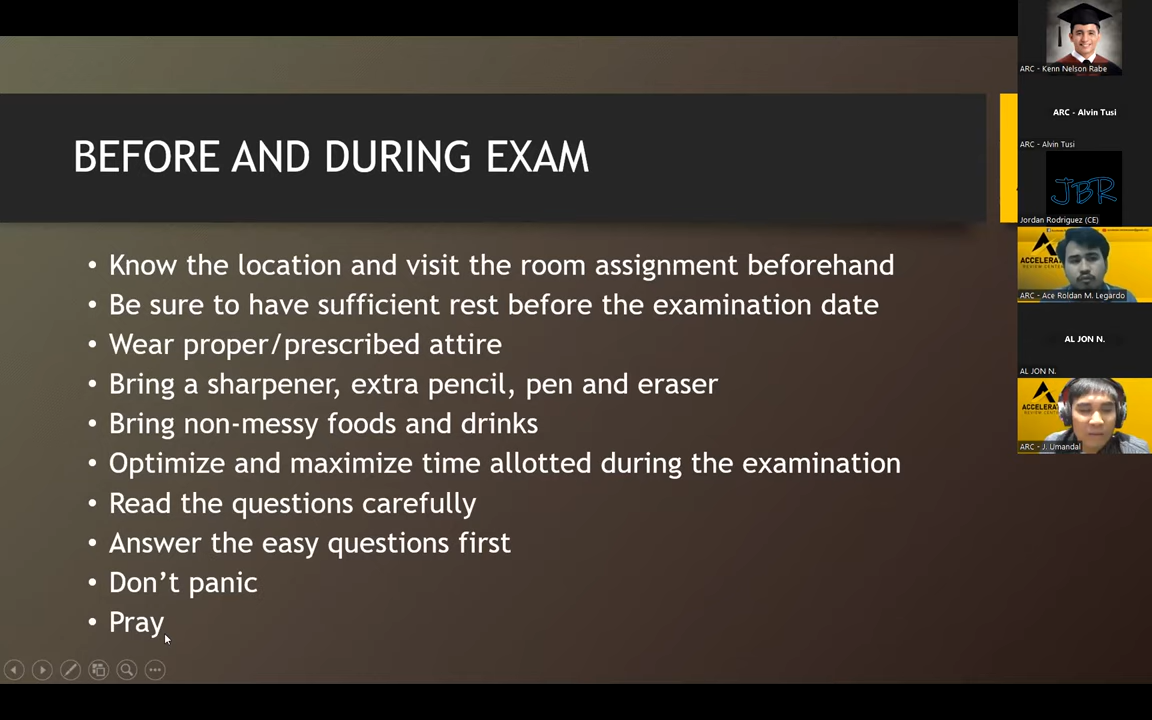 BEFORE AND DURING EXAM
• Know the location and visit the room assignment beforehand
• Be sure to have sufficient rest before the examination date
• Wear proper/prescribed attire
• Bring a sharpener, extra pencil, pen and eraser
• Bring non-messy foods and drinks
• Optimize and maximize time allotted during the examination
• Read the questions carefully
• Answer the easy questions first
• Don’t panic
• Pray
ARC - Kenn Nelson Rabe
ARC - Alvin Tusi
ARC - Alvin Tusi
JBR
Jordan Rodriguez (CE)
ARC - Ace Roldan M. Legardo
AL JON N.
AL JON N.
REVIEW CENTER
ARC - J. Umandal